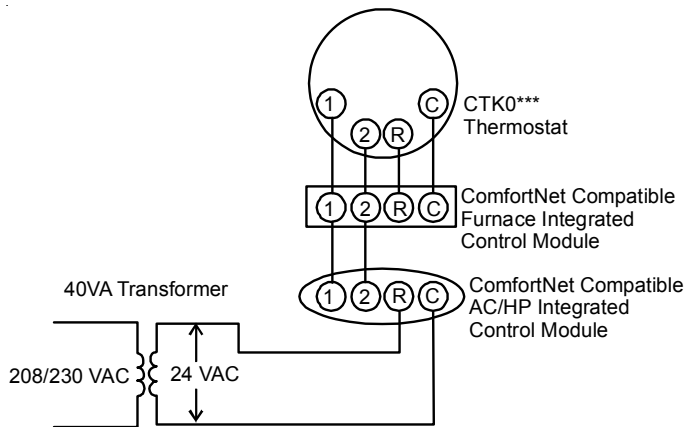 1
C
CTK0***
Thermostat
2
R
1
2
R
C
ComfortNet Compatible
Furnace Integrated
Control Module
1
2
R
C
ComfortNet Compatible
AC/HP Integrated
Control Module
40VA Transformer
208/230 VAC
24 VAC